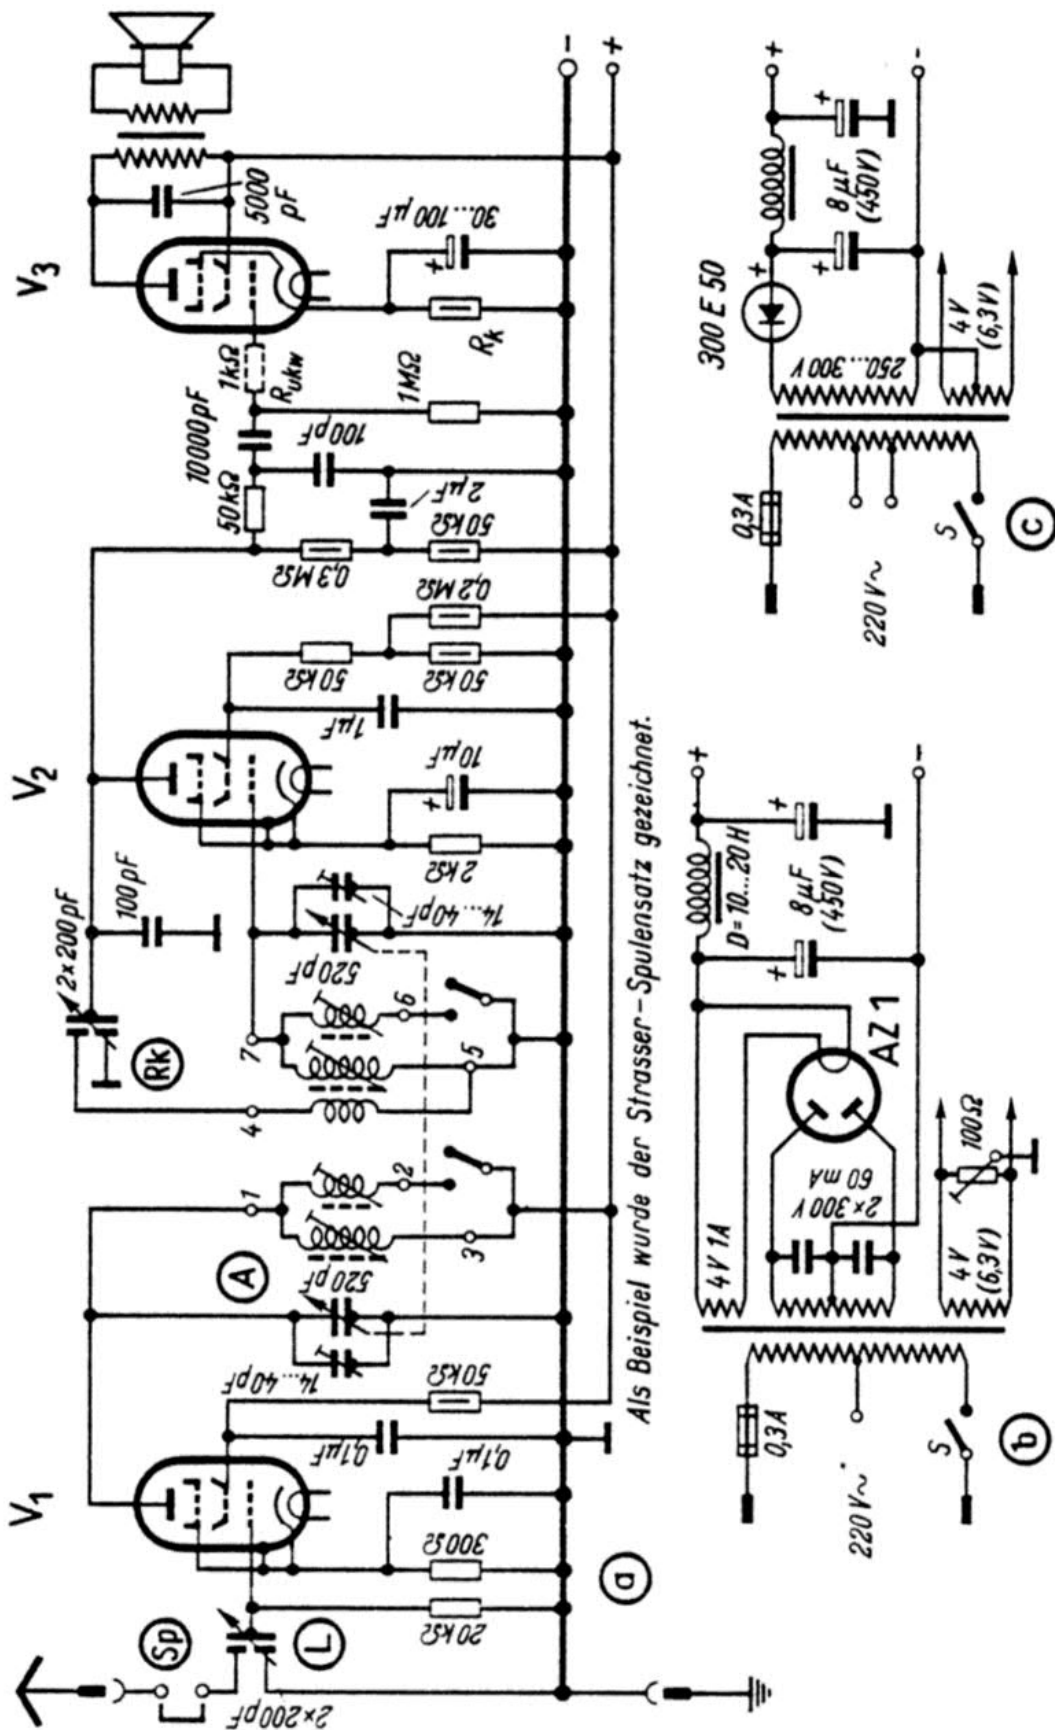 V1
V2
V3
Sp
L
2×200pF
20kΩ
300Ω
0,1µF
0,1µF
50kΩ
14...40pF
520pF
A
1
2
3
4
5
6
7
Rk
2×200pF
100pF
520pF
14...40pF
2kΩ
10µF
1µF
50kΩ
50kΩ
0,2MΩ
0,3MΩ
50kΩ
2µF
50kΩ
100pF
10000pF
1kΩ
Rukw
1MΩ
Rk
30...100µF
5000
pF
-
+
a
Als Beispiel wurde der Strasser-Spulensatz gezeichnet.
220V~
0,3A
S
b
4V 1A
2×300V
60mA
4V
(6,3V)
100Ω
AZ1
D=10...20H
8µF
(450V)
+
-
220V~
0,3A
S
c
250...300V
300 E 50
4V
(6,3V)
8µF
(450V)
+
-